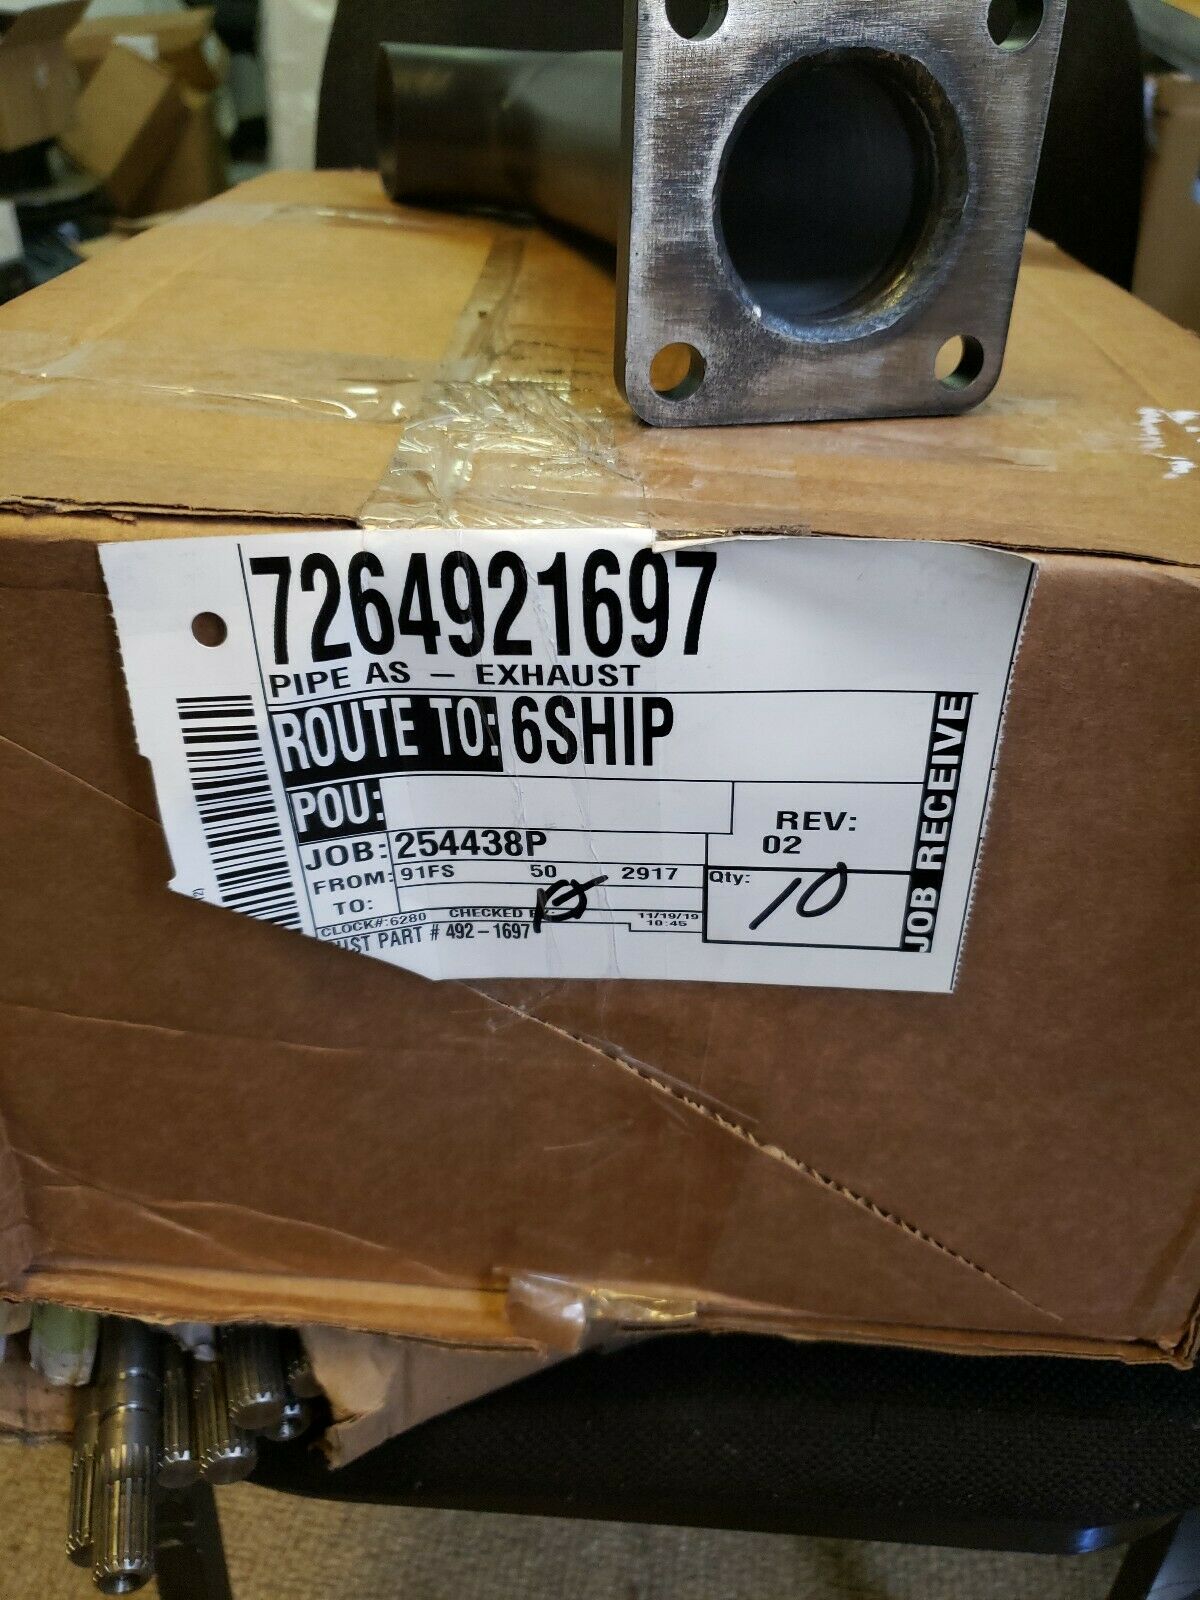 7264921697
PIPE AS - EXHAUST
ROUTE TO: 6SHIP
POU:
REV:
02
JOB: 254438P
FROM: 91FS 50 2917
Qty: 10
TO:
CLOCK#: 6280 CHECKED 11/19/19
10:45
UST PART # 492-1697
JOB RECEIVE